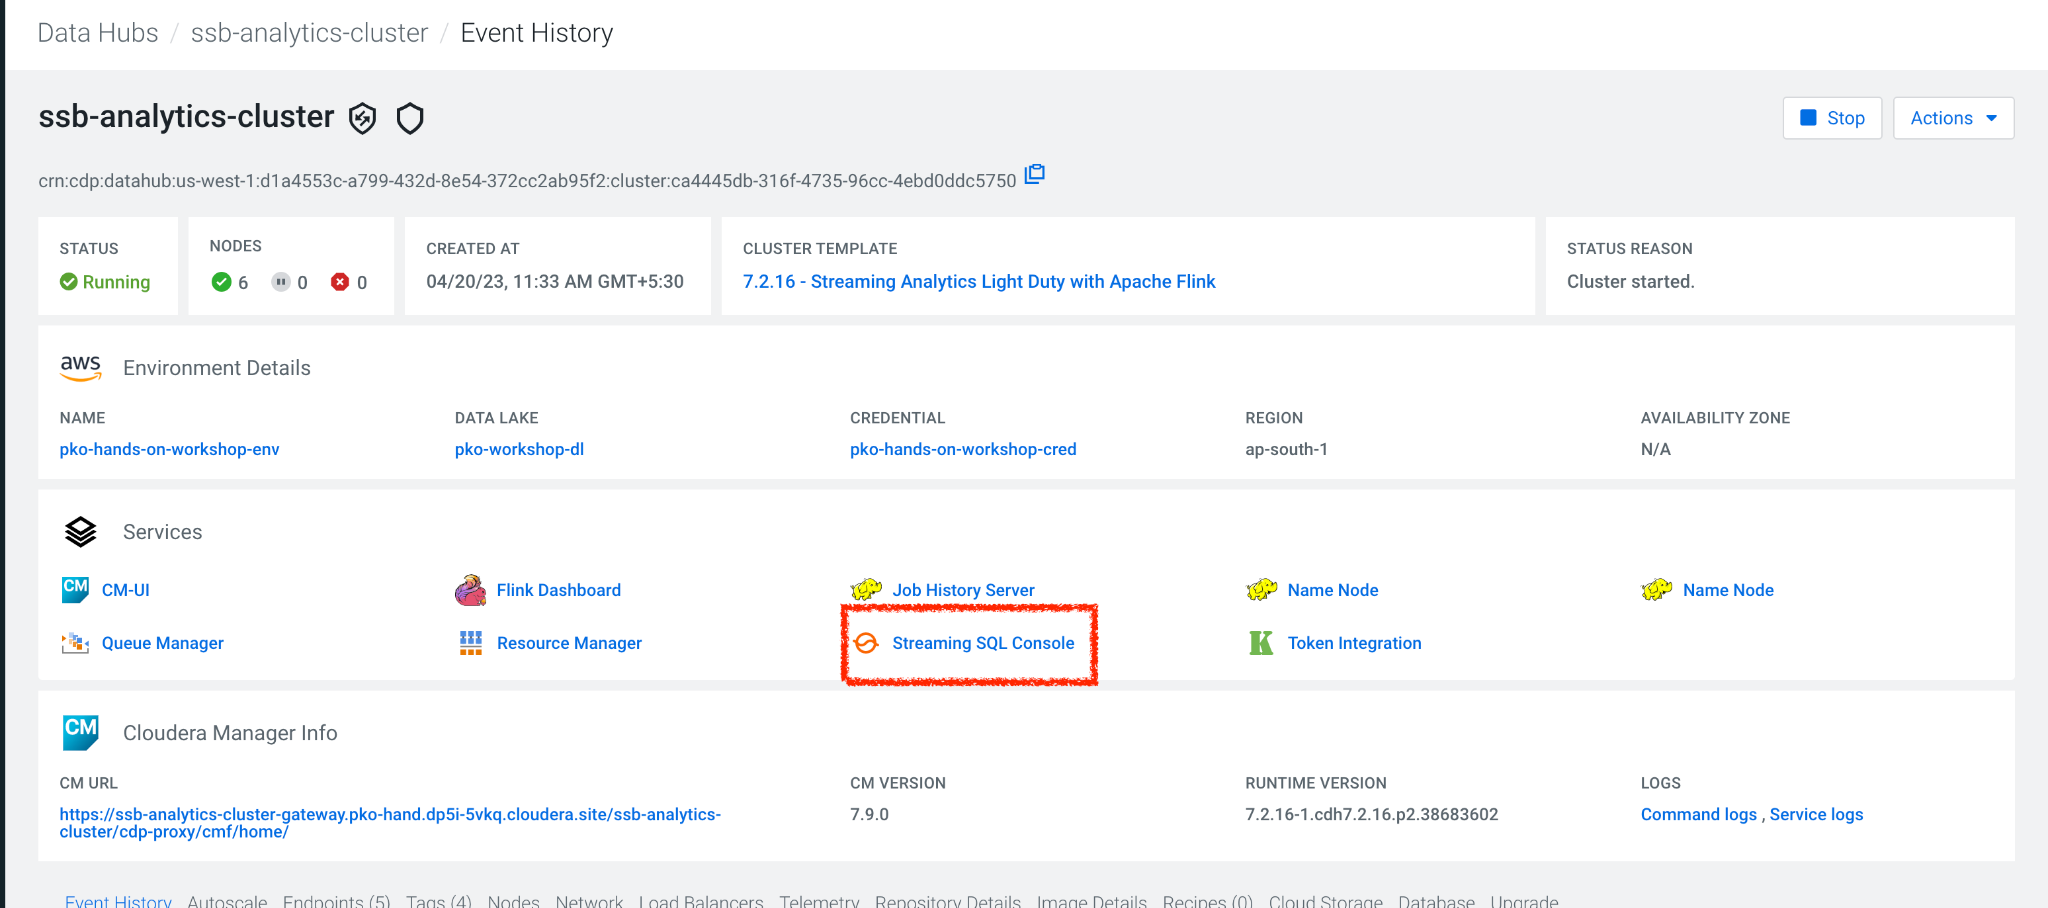 Data Hubs / ssb-analytics-cluster / Event History
ssb-analytics-cluster
Stop
Actions
crn:cdp:datahub:us-west-1:d1a4553c-a799-432d-8e54-372cc2ab95f2:cluster:ca4445db-316f-4735-96cc-4ebd0ddc5750
STATUS
Running
NODES
6 0 0
CREATED AT
04/20/23, 11:33 AM GMT+5:30
CLUSTER TEMPLATE
7.2.16 - Streaming Analytics Light Duty with Apache Flink
STATUS REASON
Cluster started.
aws Environment Details
NAME DATA LAKE CREDENTIAL REGION AVAILABILITY ZONE
pko-hands-on-workshop-env pko-workshop-dl pko-hands-on-workshop-cred ap-south-1 N/A
Services
CM CM-UI Flink Dashboard Job History Server Name Node Name Node
Queue Manager Resource Manager Streaming SQL Console K Token Integration
CM Cloudera Manager Info
CM URL CM VERSION RUNTIME VERSION LOGS
https://ssb-analytics-cluster-gateway.pko-hand.dp5i-5vkq.cloudera.site/ssb-analytics- 7.9.0 7.2.16-1.cdh7.2.16.p2.38683602 Command logs , Service logs
cluster/cdp-proxy/cmf/home/
Event History Autoscale Endpoints (5) Tags (4) Nodes Network Load Balancers Telemetry Repository Details Image Details Recipes (0) Cloud Storage Database Upgrade